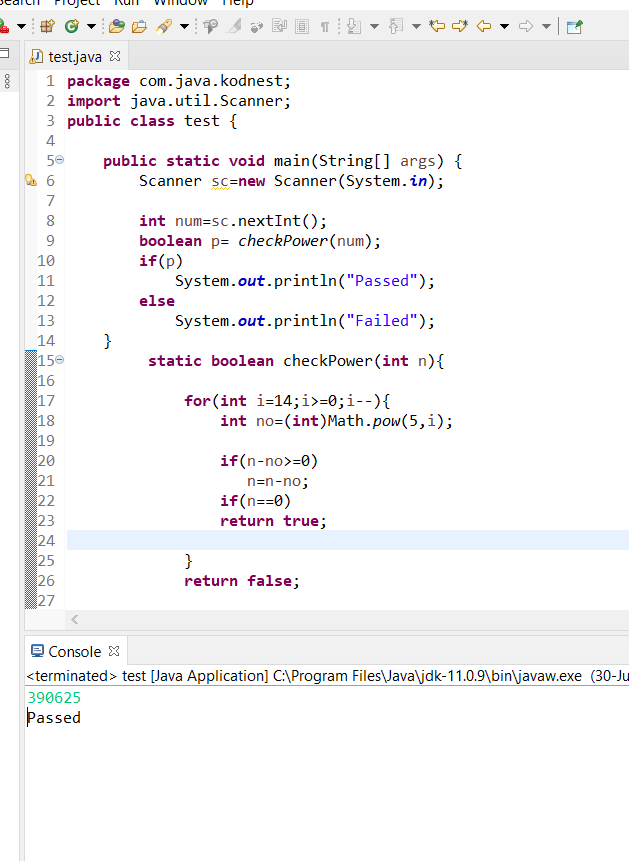 Search Project Run Window Help
test.java
1 package com.java.kodnest;
2 import java.util.Scanner;
3 public class test {
4
5 public static void main(String[] args) {
6 Scanner sc=new Scanner(System.in);
7
8 int num=sc.nextInt();
9 boolean p= checkPower(num);
10 if(p)
11 System.out.println("Passed");
12 else
13 System.out.println("Failed");
14 }
15 static boolean checkPower(int n){
16
17 for(int i=14;i>=0;i--){
18 int no=(int)Math.pow(5,i);
19
20 if(n-no>=0)
21 n=n-no;
22 if(n==0)
23 return true;
24
25 }
26 return false;
27
Console
<terminated> test [Java Application] C:\Program Files\Java\jdk-11.0.9\bin\javaw.exe (30-Ju
390625
Passed